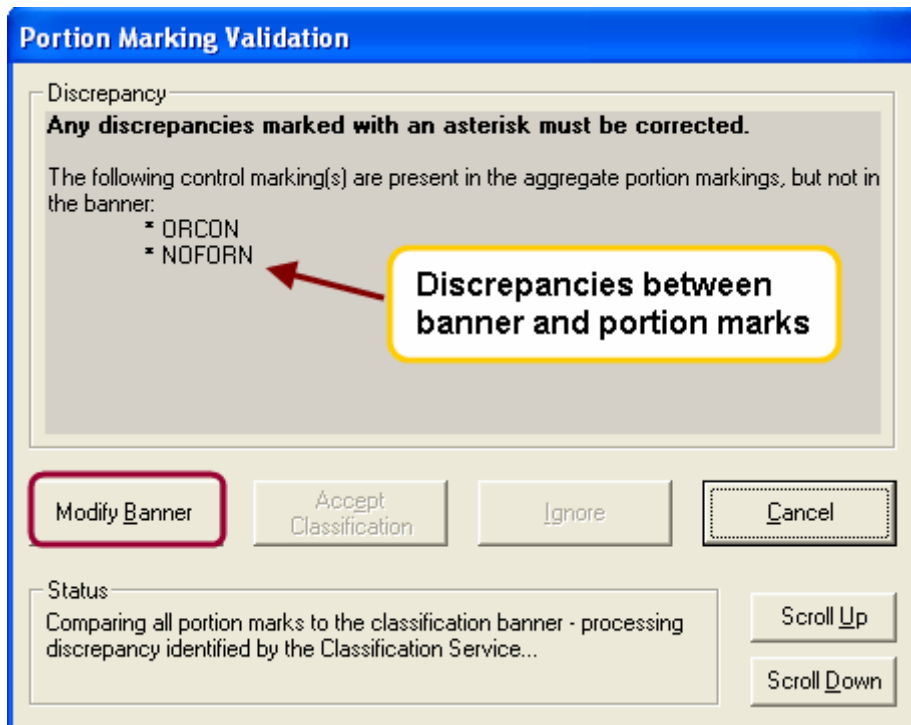 Portion Marking Validation
Discrepancy
Any discrepancies marked with an asterisk must be corrected.
The following control marking(s) are present in the aggregate portion markings, but not in
the banner:
* ORCON
* NOFORN
Discrepancies between
banner and portion marks
Modify Banner
Accept
Classification
Ignore
Cancel
Status
Comparing all portion marks to the classification banner - processing
discrepancy identified by the Classification Service...
Scroll Up
Scroll Down